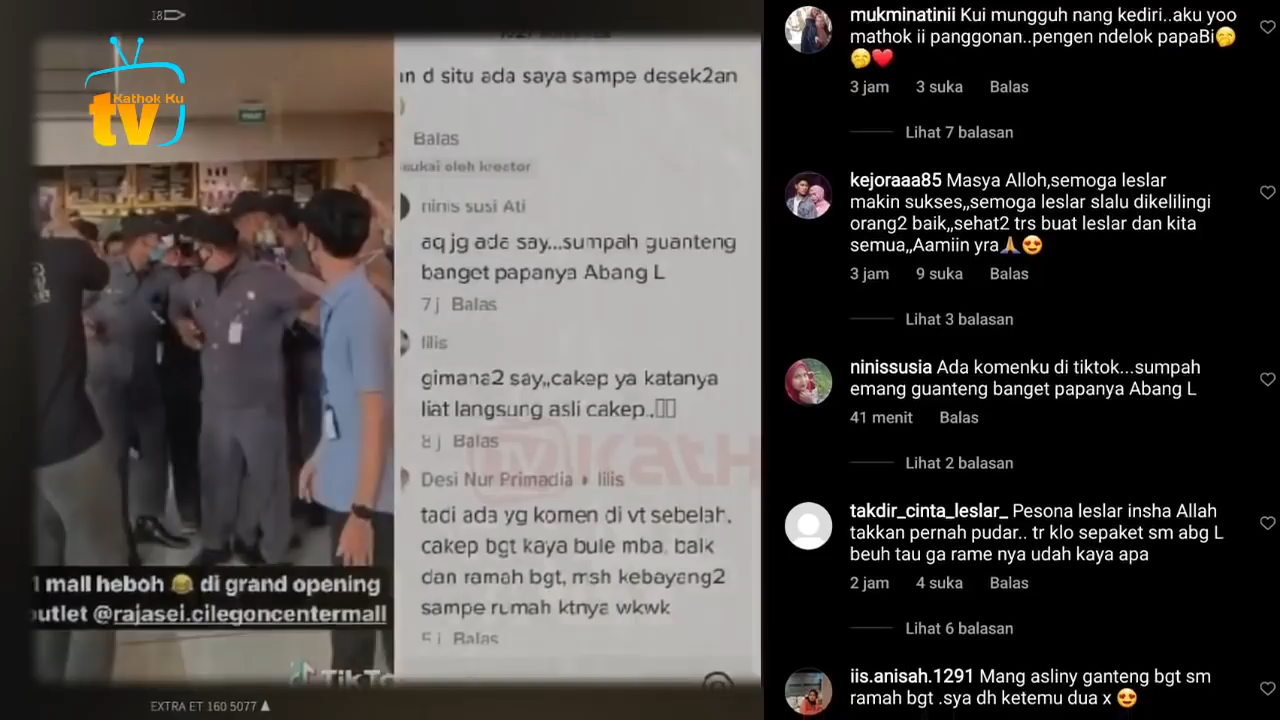 18
Kathok Ku
tv
1 mall heboh 😂 di grand opening
outlet @rajasei.cilegoncentermall
TikTo
EXTRA ET 160 5077
an d situ ada saya sampe desek2an
Balas
sukai oleh kreator
ninis susi Ati
aq jg ada say...sumpah guanteng
banget papanya Abang L
7 j Balas
lilis
gimana2 say,,cakep ya katanya
liat langsung asli cakep..
8 j Balas
Desi Nur Primadia ▸ lilis
tadi ada yg komen di vt sebelah,
cakep bgt kaya bule mba, baik
dan ramah bgt, msh kebayang2
sampe rumah ktnya wkwk
5 j Balas
tv Kath
mukminatinii Kui mungguh nang kediri..aku yoo
mathok ii panggonan..pengen ndelok papaBi🤭
🤭❤️
3 jam 3 suka Balas
Lihat 7 balasan
kejoraaa85 Masya Alloh,semoga leslar
makin sukses,,semoga leslar slalu dikelilingi
orang2 baik,,sehat2 trs buat leslar dan kita
semua,,Aamiin yra🙏😍
3 jam 9 suka Balas
Lihat 3 balasan
ninissusia Ada komenku di tiktok...sumpah
emang guanteng banget papanya Abang L
41 menit Balas
Lihat 2 balasan
takdir_cinta_leslar_ Pesona leslar insha Allah
takkan pernah pudar.. tr klo sepaket sm abg L
beuh tau ga rame nya udah kaya apa
2 jam 4 suka Balas
Lihat 6 balasan
iis.anisah.1291 Mang asliny ganteng bgt sm
ramah bgt .sya dh ketemu dua x 😍